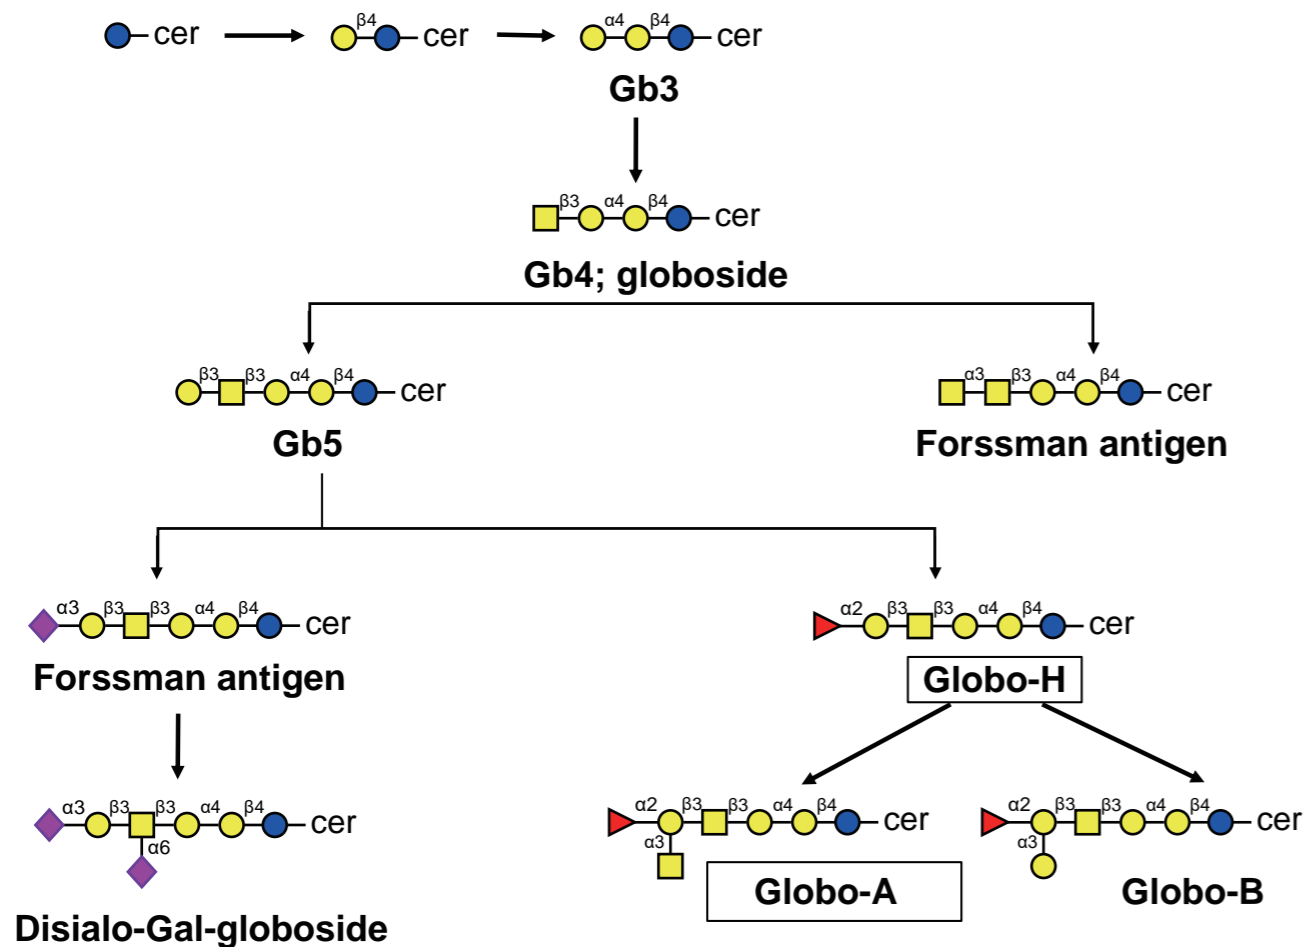 cer β4 cer α4 β4 cer
Gb3
β3 α4 β4 cer
Gb4; globoside
β3 β3 α4 β4 cer
Gb5
α3 β3 α4 β4 cer
Forssman antigen
α3 β3 β3 α4 β4 cer
Forssman antigen
α2 β3 β3 α4 β4 cer
Globo-H
α3 β3 β3 α4 β4 cer
α6
Disialo-Gal-globoside
α2 β3 β3 α4 β4 cer
α3
Globo-A
α2 β3 β3 α4 β4 cer
α3
Globo-B